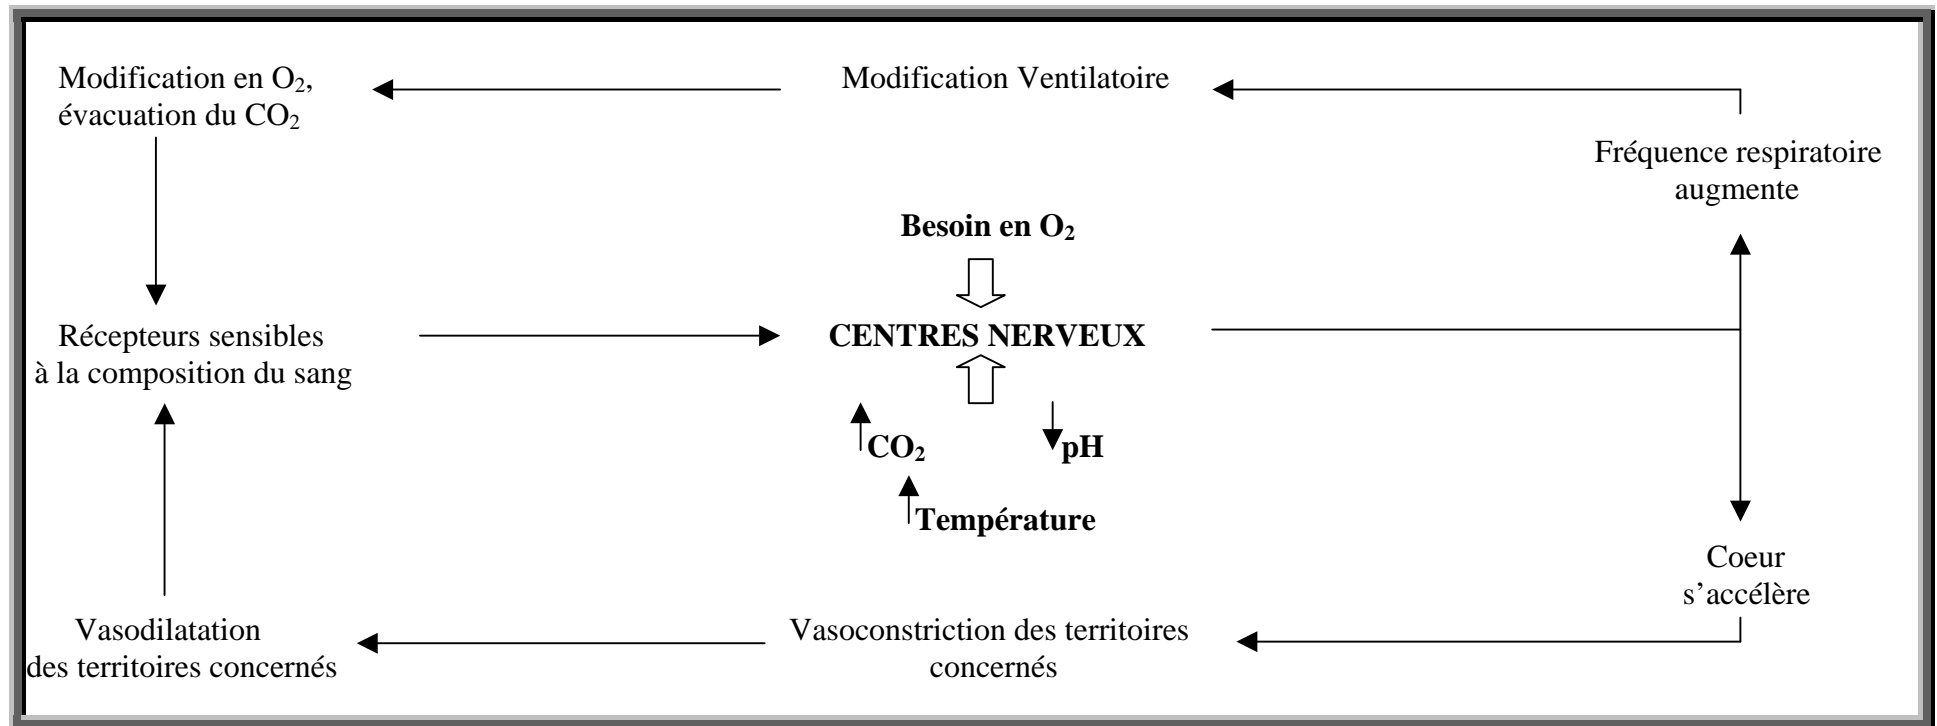 Modification en O₂,
évacuation du CO₂
Modification Ventilatoire
Fréquence respiratoire
augmente
Besoin en O₂
Récepteurs sensibles
à la composition du sang
CENTRES NERVEUX
CO₂
pH
Température
Coeur
s’accélère
Vasodilatation
des territoires concernés
Vasoconstriction des territoires
concernés